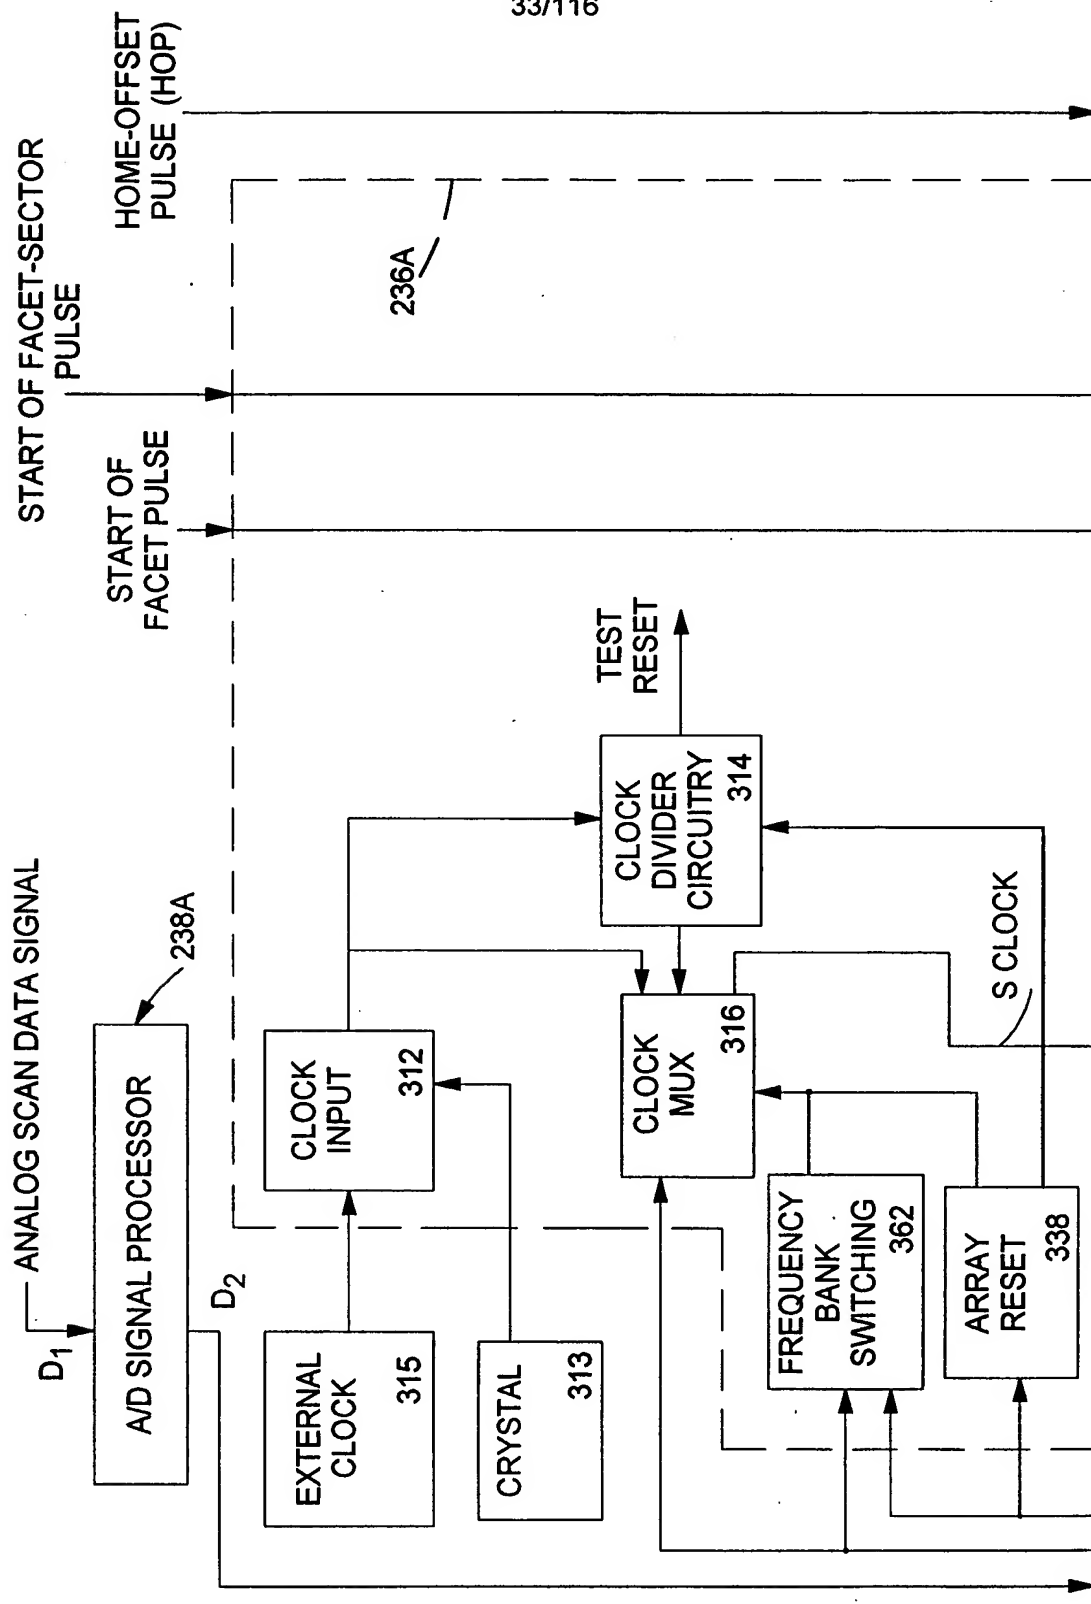 33/116
ANALOG SCAN DATA SIGNAL
D1
A/D SIGNAL PROCESSOR
238A
D2
START OF FACET-SECTOR
PULSE
START OF
FACET PULSE
HOME-OFFSET
PULSE (HOP)
236A
EXTERNAL
CLOCK
315
CLOCK
INPUT
312
CRYSTAL
313
CLOCK
MUX
316
CLOCK
DIVIDER
CIRCUITRY
314
TEST
RESET
FREQUENCY
BANK
SWITCHING
362
ARRAY
RESET
338
S CLOCK